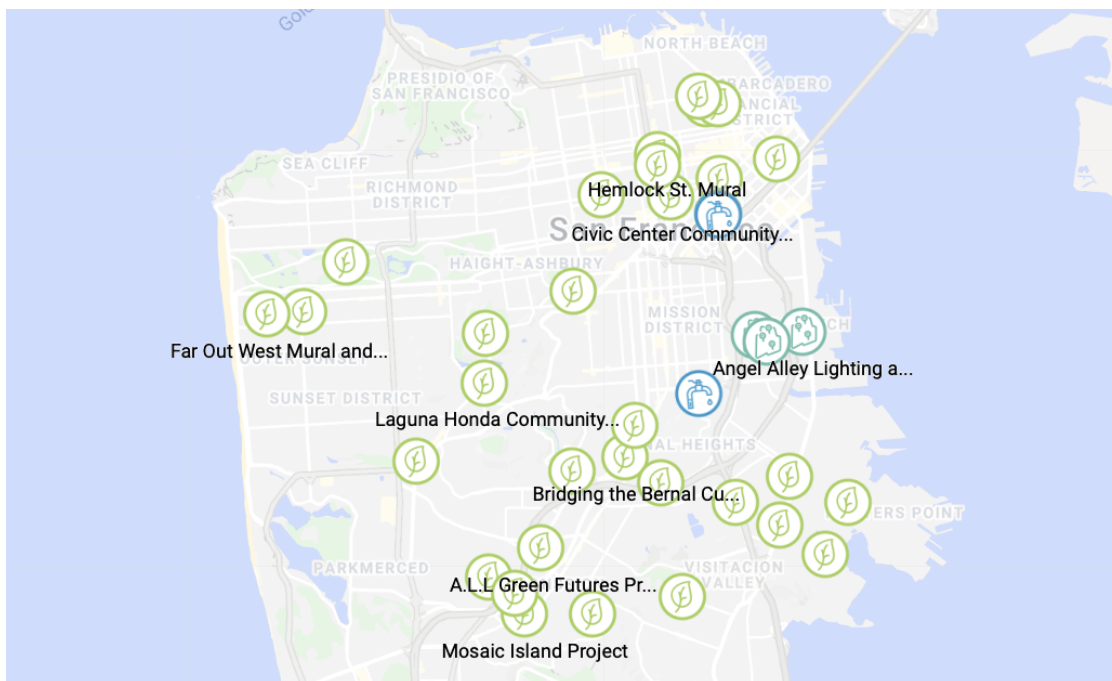 NORTH BEACH
PRESIDIO OF
SAN FRANCISCO
SEA CLIFF
RICHMOND
DISTRICT
Hemlock St. Mural
Civic Center Community...
HAIGHT-ASHBURY
MISSION
DISTRICT
Far Out West Mural and...
Angel Alley Lighting a...
SUNSET DISTRICT
Laguna Honda Community...
Bridging the Bernal Cu...
PARKMERCED
VISITACION
VALLEY
A.L.L Green Futures Pr...
Mosaic Island Project